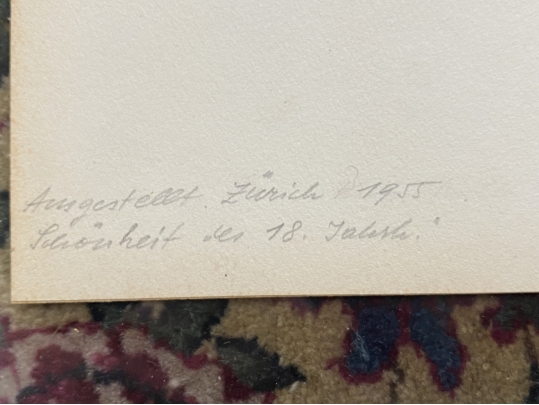 Ausgestellt. Zürich 1955
Schönheit des 18. Jahrh."